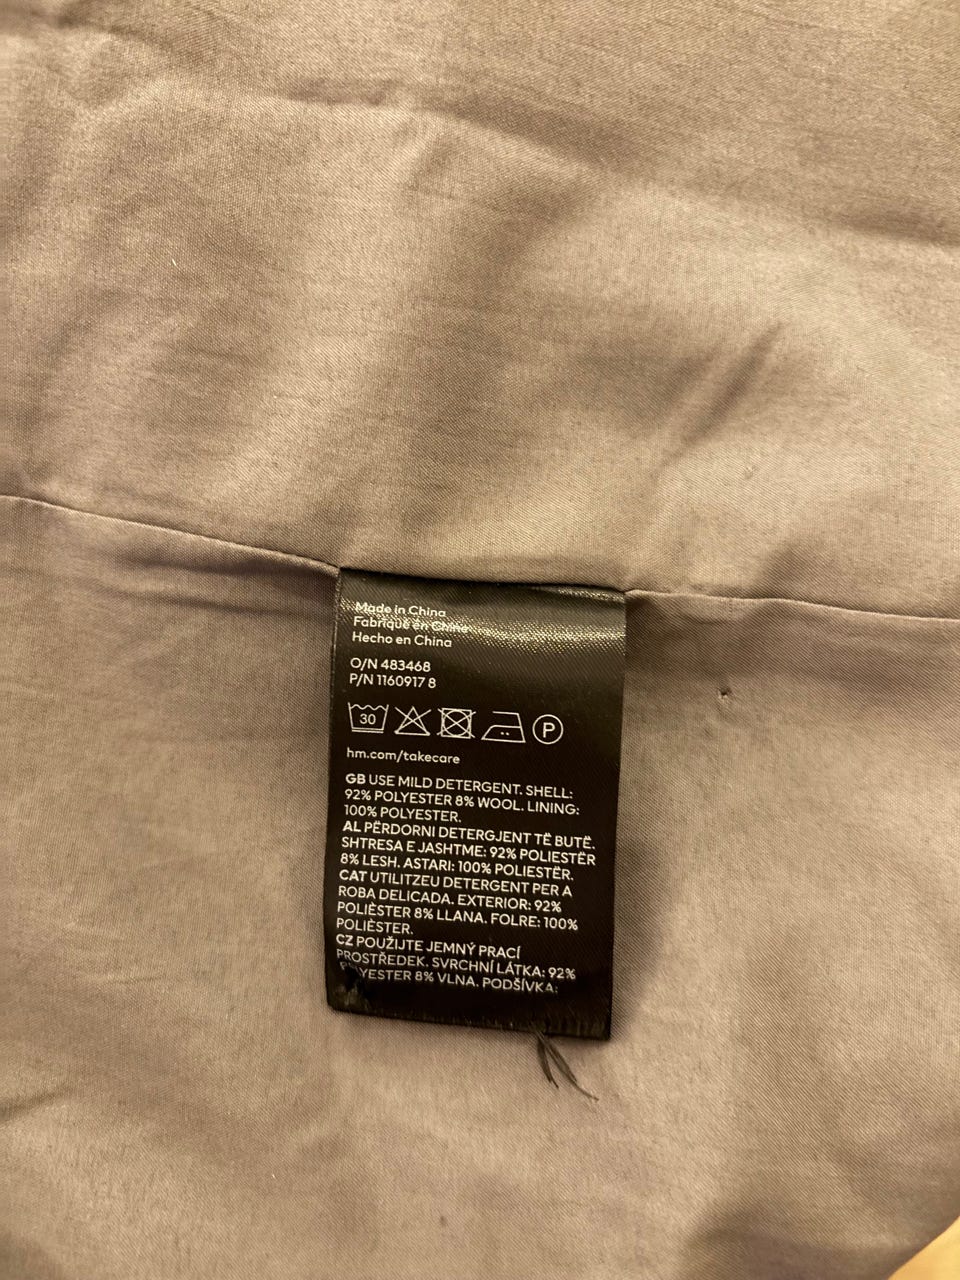 Made in China
Fabriqué en Chine
Hecho en China
O/N 483468
P/N 1160917 8
30
P
hm.com/takecare
GB USE MILD DETERGENT. SHELL:
92% POLYESTER 8% WOOL. LINING:
100% POLYESTER.
AL PËRDORNI DETERGJENT TË BUTË.
SHTRESA E JASHTME: 92% POLIESTËR
8% LESH. ASTARI: 100% POLIESTËR.
CAT UTILITZEU DETERGENT PER A
ROBA DELICADA. EXTERIOR: 92%
POLIÈSTER 8% LLANA. FOLRE: 100%
POLIÈSTER.
CZ POUŽIJTE JEMNÝ PRACÍ
PROSTŘEDEK. SVRCHNÍ LÁTKA: 92%
8% VLNA. PODŠÍVKA: